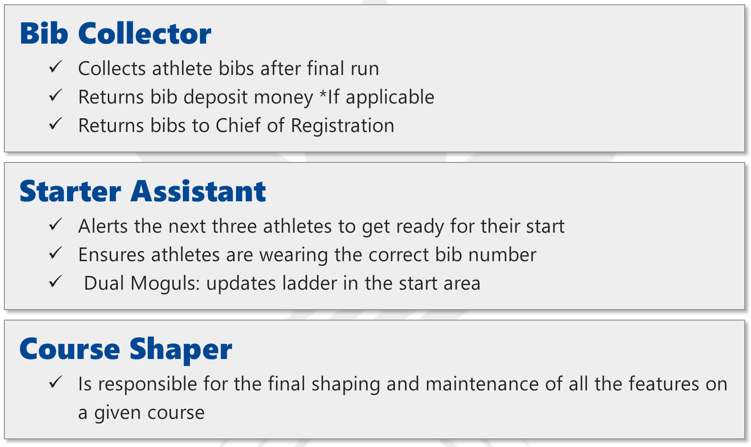 Bib Collector
✓ Collects athlete bibs after final run
✓ Returns bib deposit money *If applicable
✓ Returns bibs to Chief of Registration
Starter Assistant
✓ Alerts the next three athletes to get ready for their start
✓ Ensures athletes are wearing the correct bib number
✓ Dual Moguls: updates ladder in the start area
Course Shaper
✓ Is responsible for the final shaping and maintenance of all the features on
a given course